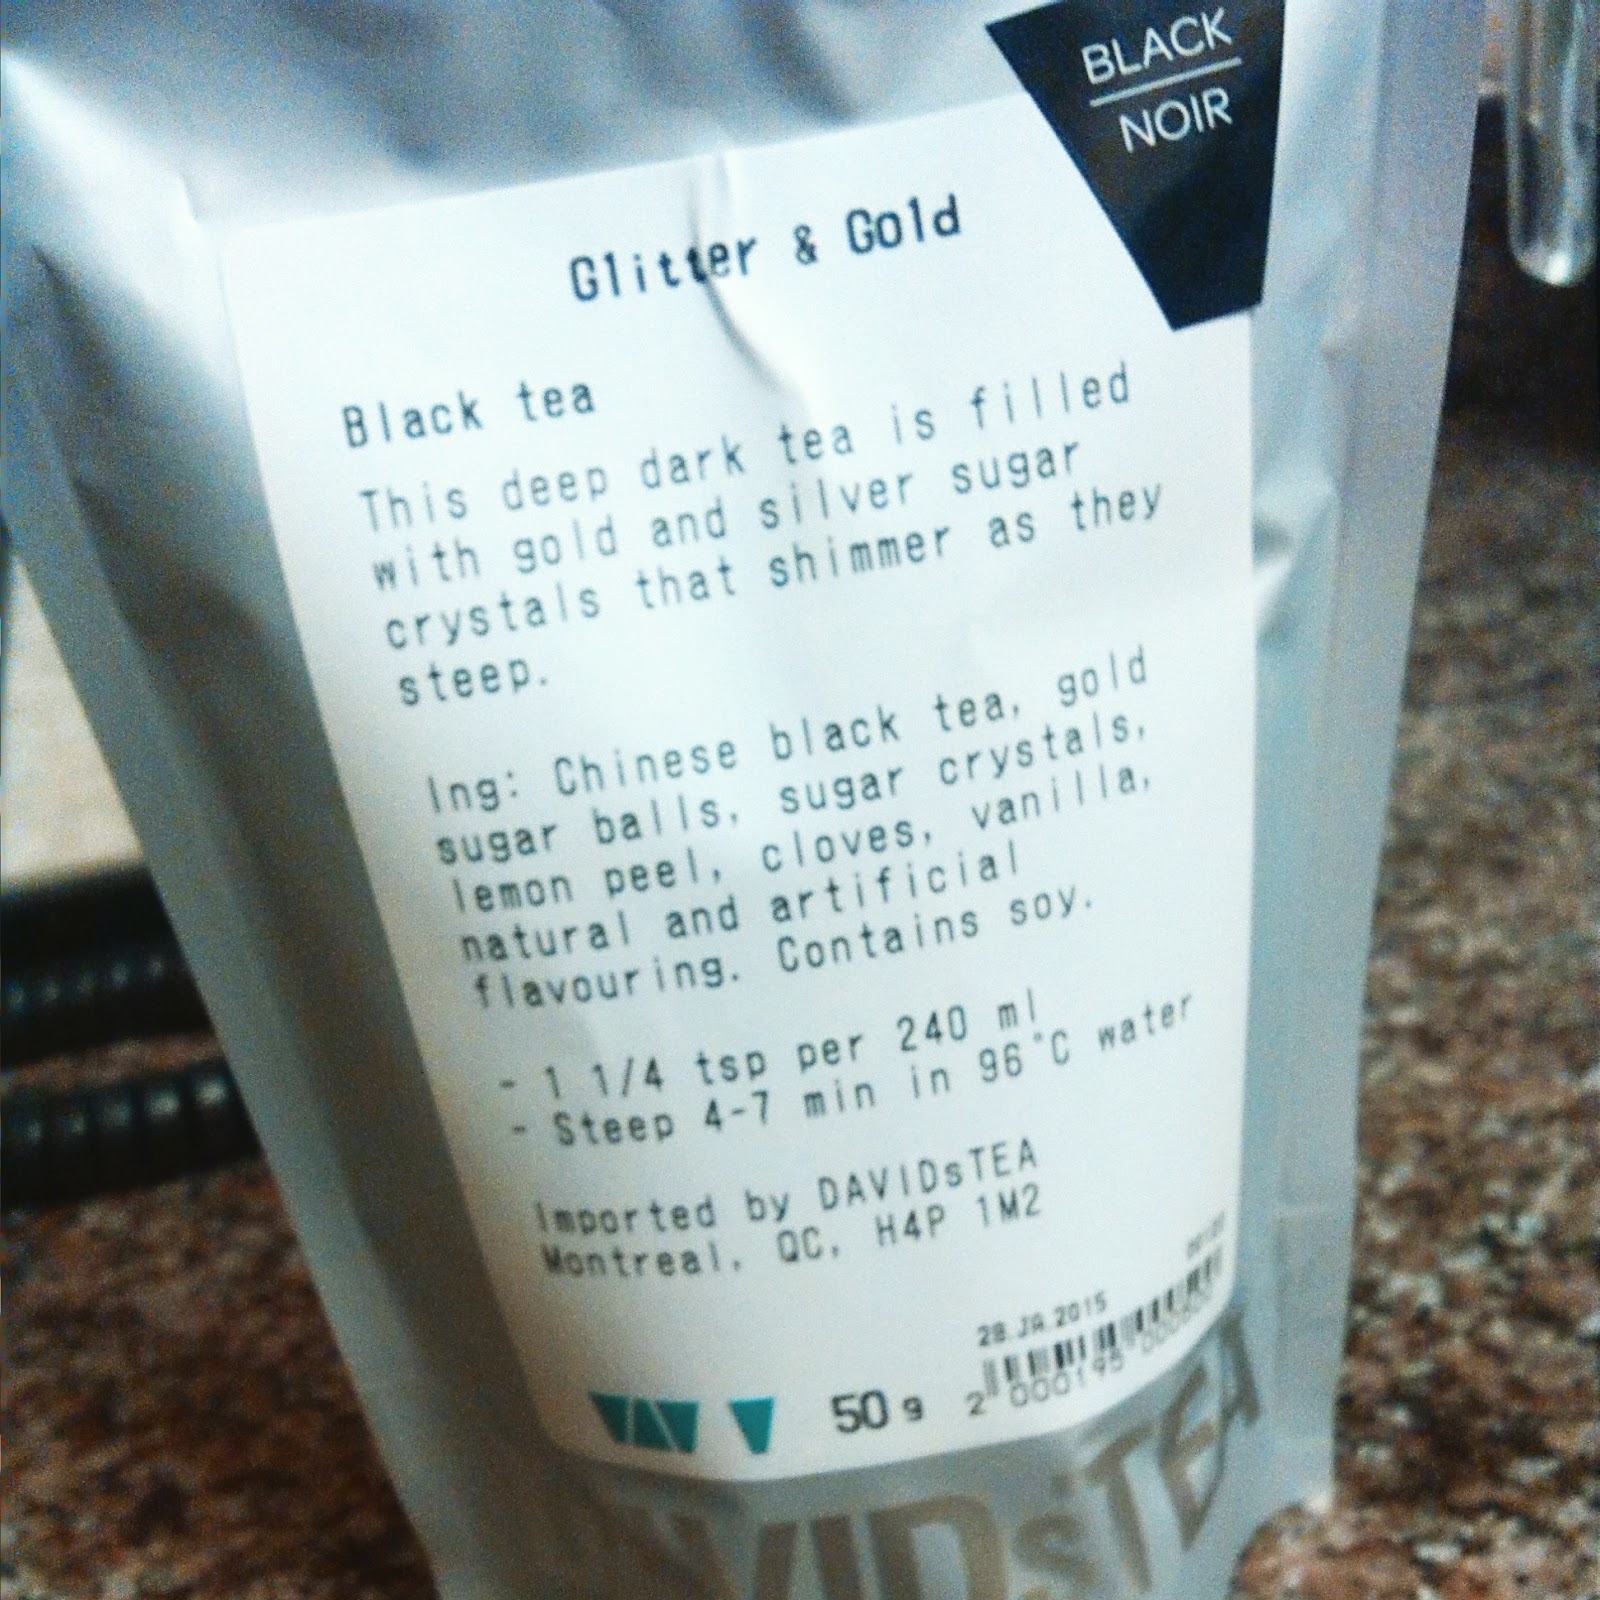 BLACK
NOIR
Glitter & Gold
Black tea
This deep dark tea is filled
with gold and silver sugar
crystals that shimmer as they
steep.
Ing: Chinese black tea, gold
sugar balls, sugar crystals,
lemon peel, cloves, vanilla,
natural and artificial
flavouring. Contains soy.
- 1 1/4 tsp per 240 ml
- Steep 4-7 min in 96°C water
Imported by DAVIDsTEA
Montreal, QC, H4P 1M2
28.JA.2015
50 g
VIDsTEA